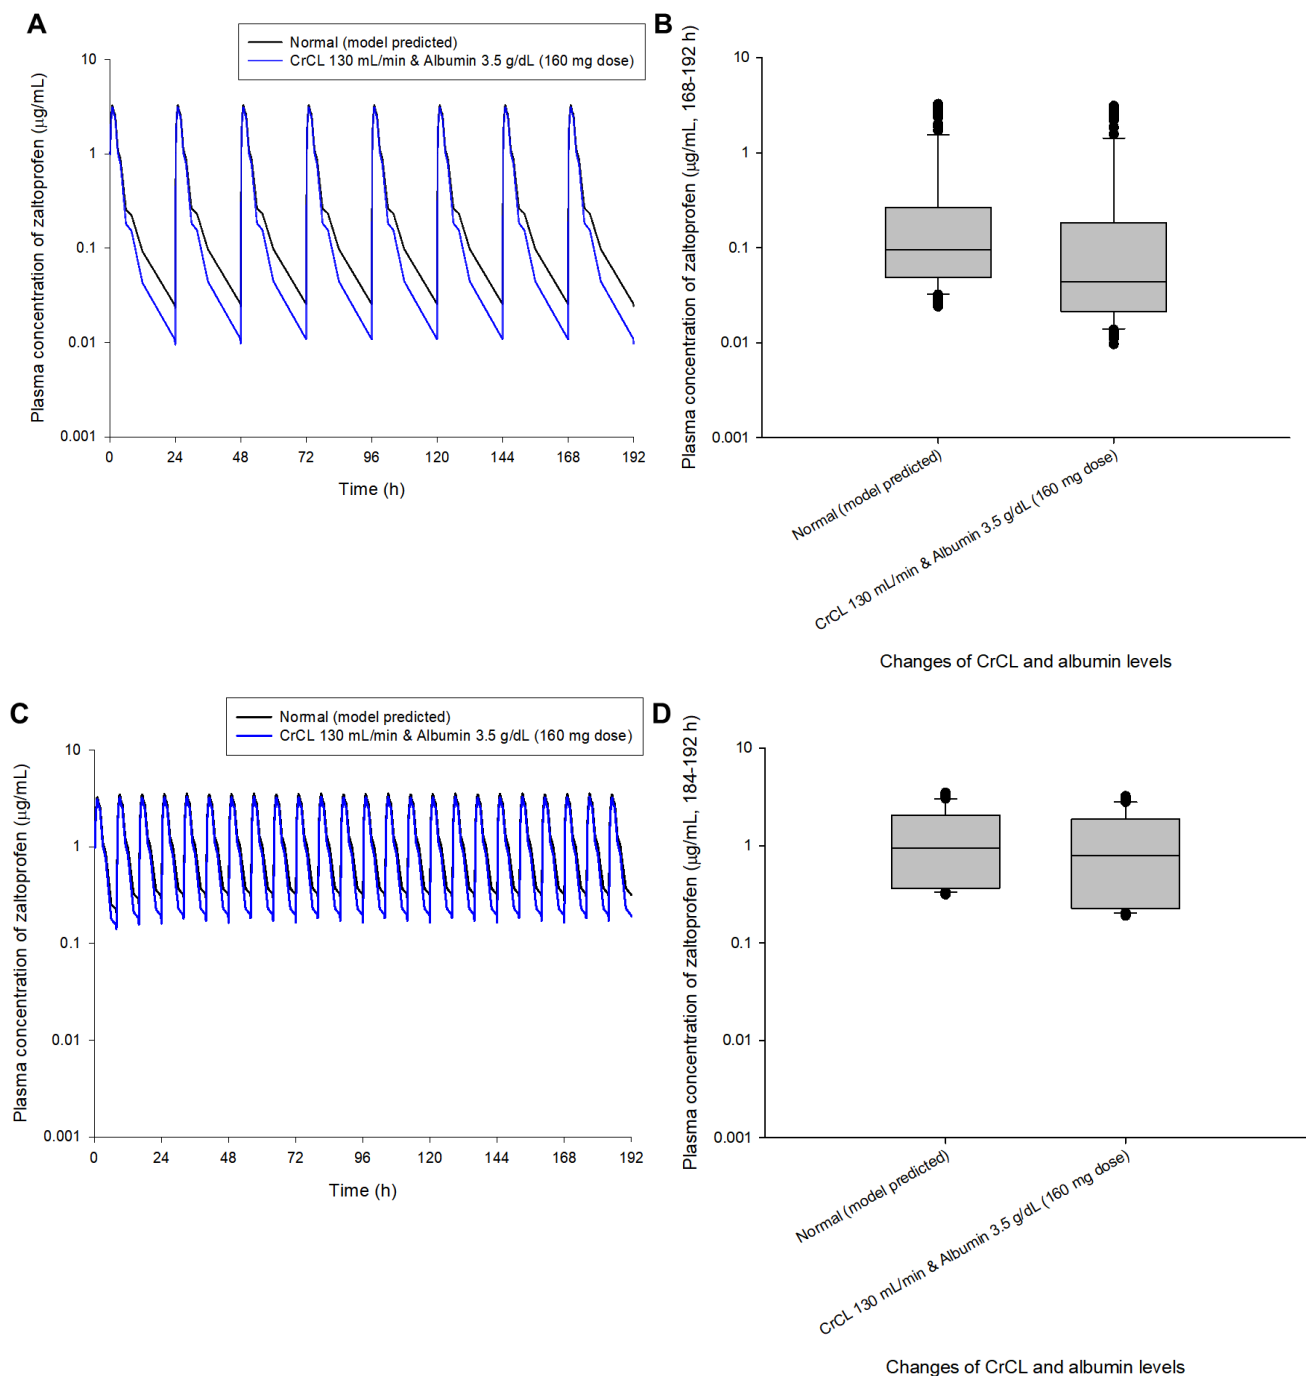 A
Normal (model predicted)
CrCL 130 mL/min & Albumin 3.5 g/dL (160 mg dose)
Plasma concentration of zaltoprofen (μg/mL)
10
1
0.1
0.01
0.001
0 24 48 72 96 120 144 168 192
Time (h)
B
Plasma concentration of zaltoprofen (μg/mL, 168-192 h)
10
1
0.1
0.01
0.001
Normal (model predicted)
CrCL 130 mL/min & Albumin 3.5 g/dL (160 mg dose)
Changes of CrCL and albumin levels
C
Normal (model predicted)
CrCL 130 mL/min & Albumin 3.5 g/dL (160 mg dose)
Plasma concentration of zaltoprofen (μg/mL)
10
1
0.1
0.01
0.001
0 24 48 72 96 120 144 168 192
Time (h)
D
Plasma concentration of zaltoprofen (μg/mL, 184-192 h)
10
1
0.1
0.01
0.001
Normal (model predicted)
CrCL 130 mL/min & Albumin 3.5 g/dL (160 mg dose)
Changes of CrCL and albumin levels